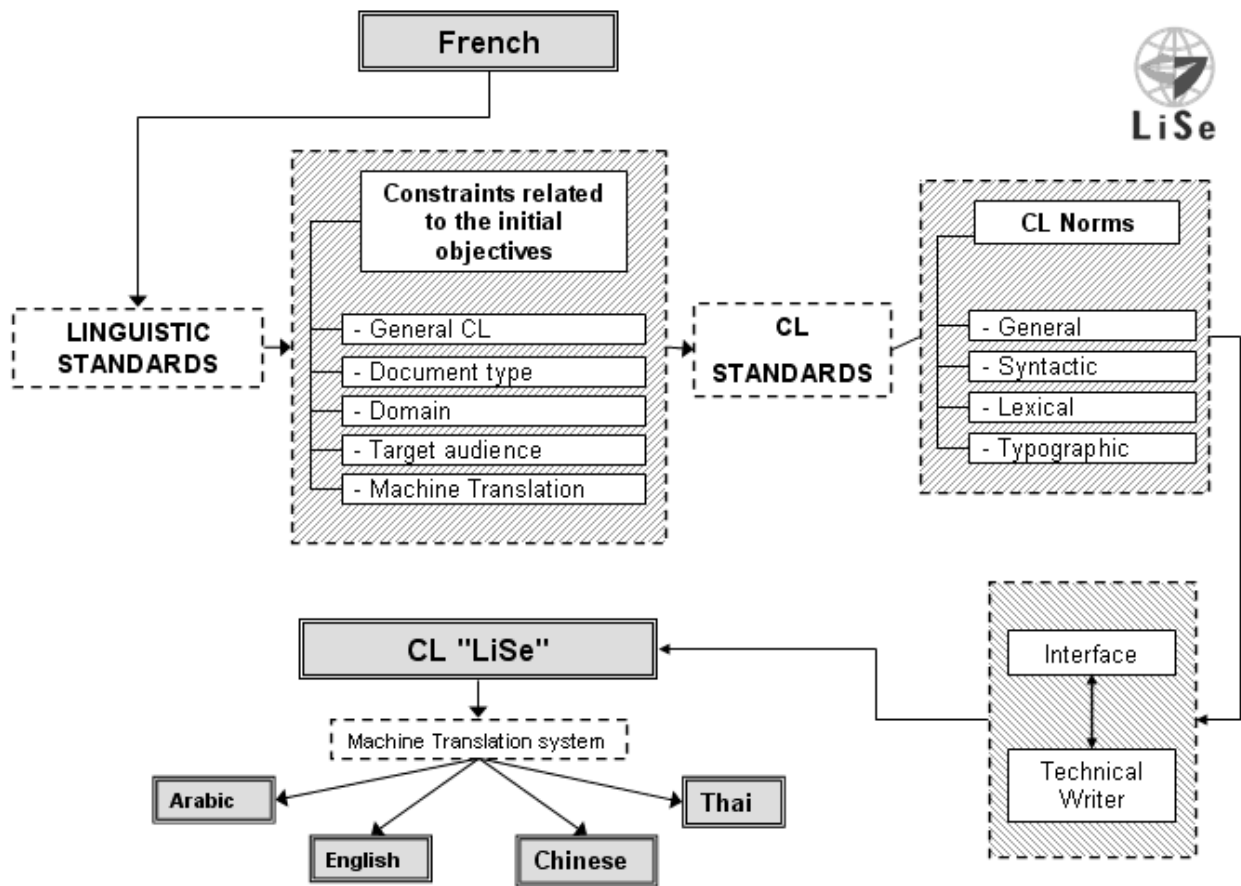 French
LiSe
Constraints related
to the initial
objectives
- General CL
- Document type
- Domain
- Target audience
- Machine Translation
LINGUISTIC
STANDARDS
CL
STANDARDS
CL Norms
- General
- Syntactic
- Lexical
- Typographic
Interface
Technical
Writer
CL "LiSe"
Machine Translation system
Arabic
English
Chinese
Thai